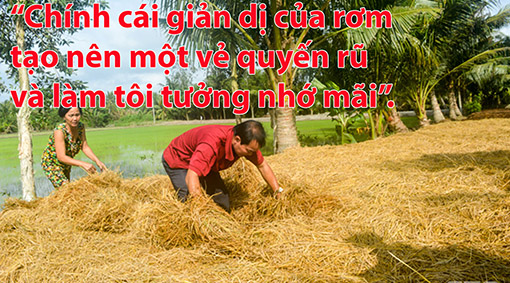 “Chính cái giản dị của rơm
tạo nên một vẻ quyến rũ
và làm tôi tưởng nhớ mãi”.